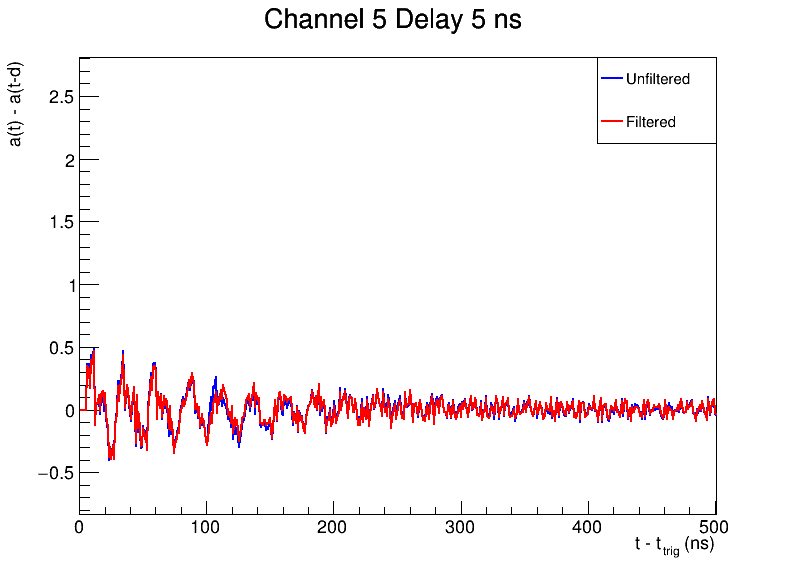 Channel 5 Delay 5 ns
a(t) - a(t-d)
Unfiltered
Filtered
2.5
2
1.5
1
0.5
0
−0.5
0 100 200 300 400 500
t - t_trig (ns)